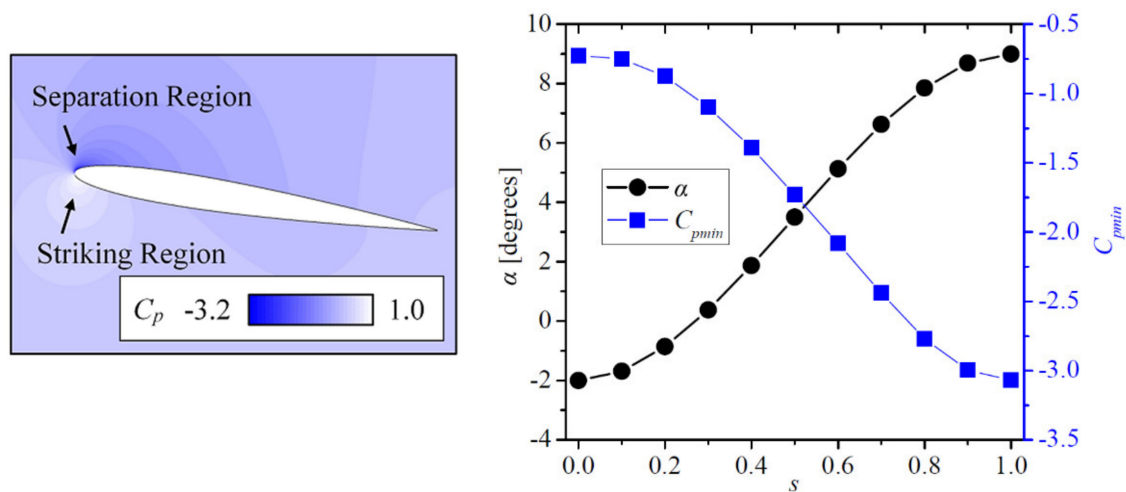 Separation Region
Striking Region
Cp -3.2 1.0
10
8
6
4
2
0
-2
-4
α [degrees]
α
Cpmin
-0.5
-1.0
-1.5
-2.0
-2.5
-3.0
-3.5
Cpmin
0.0 0.2 0.4 0.6 0.8 1.0
s